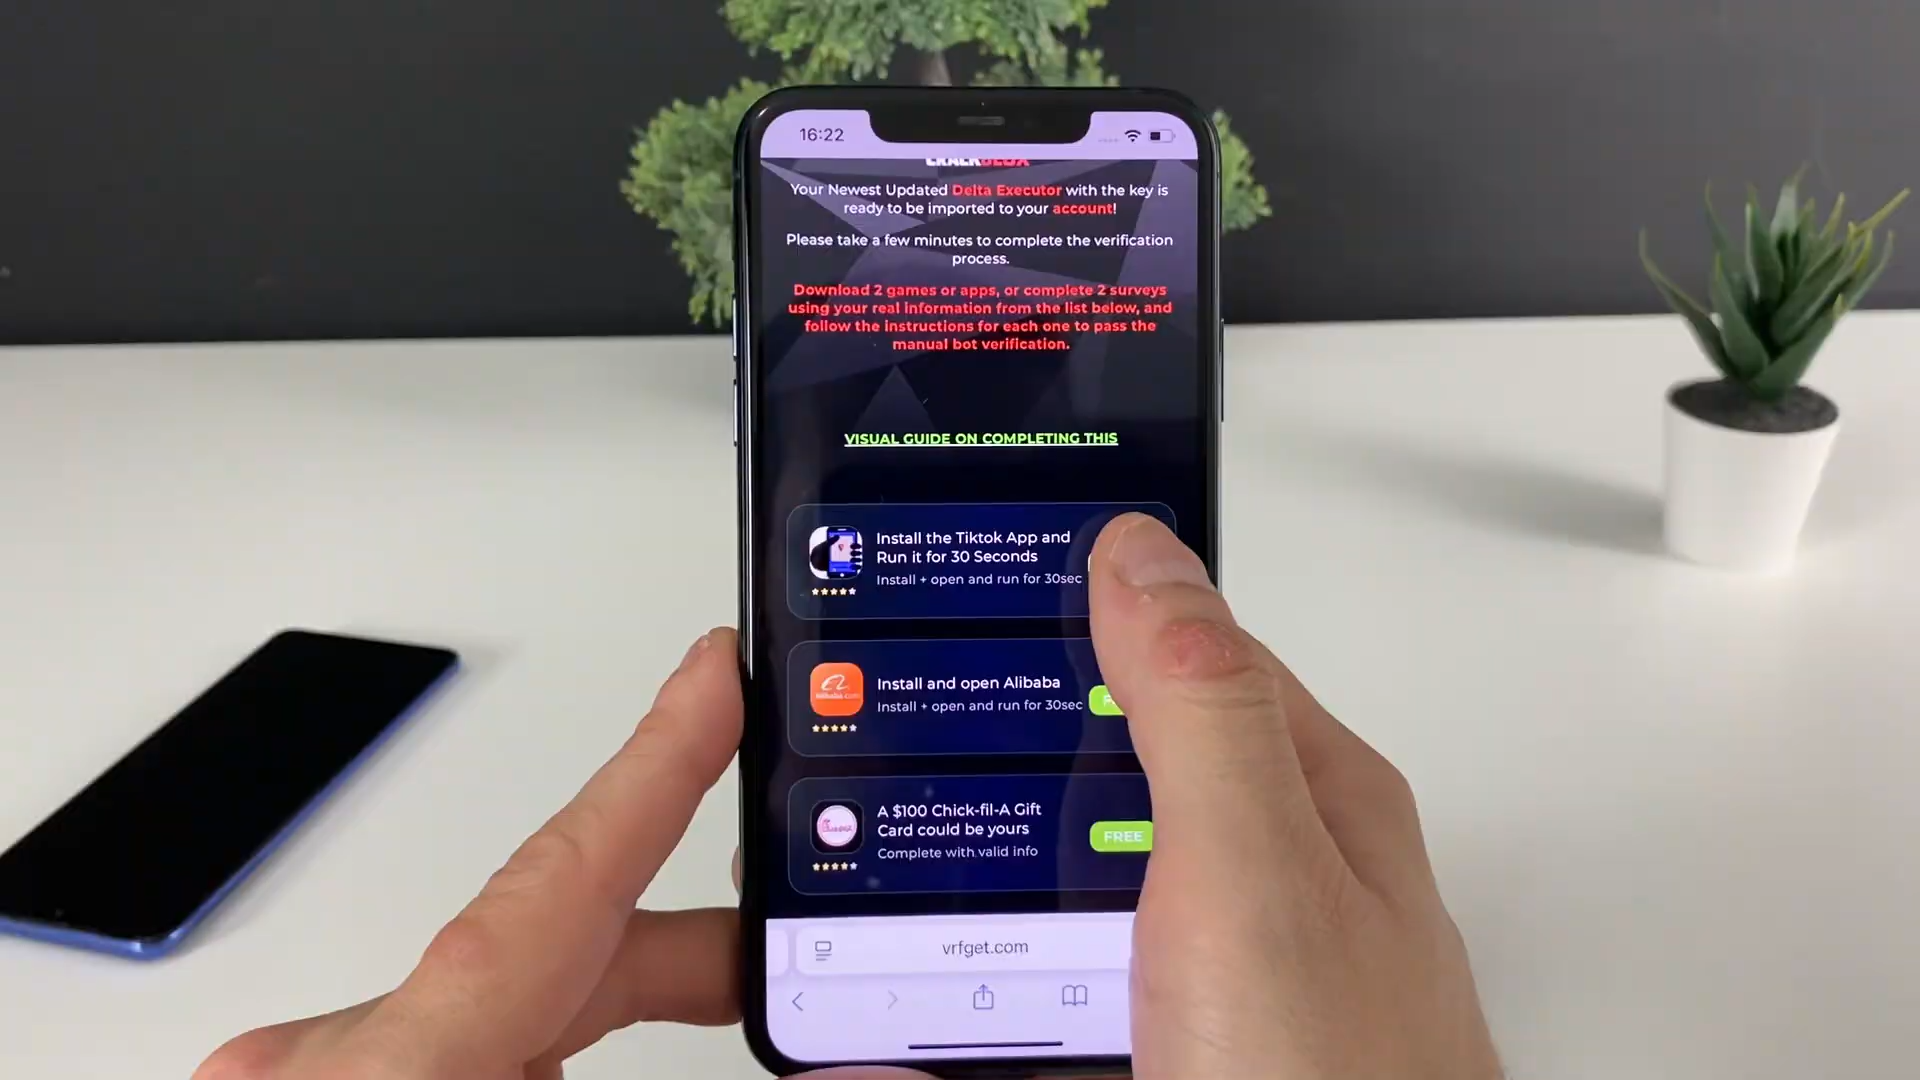 16:22
CRACKBLOX
Your Newest Updated Delta Executor with the key is
ready to be imported to your account!
Please take a few minutes to complete the verification
process.
Download 2 games or apps, or complete 2 surveys
using your real information from the list below, and
follow the instructions for each one to pass the
manual bot verification.
VISUAL GUIDE ON COMPLETING THIS
Install the Tiktok App and
Run it for 30 Seconds
Install + open and run for 30sec
Install and open Alibaba
Install + open and run for 30sec
A $100 Chick-fil-A Gift
Card could be yours
Complete with valid info
FREE
vrfget.com